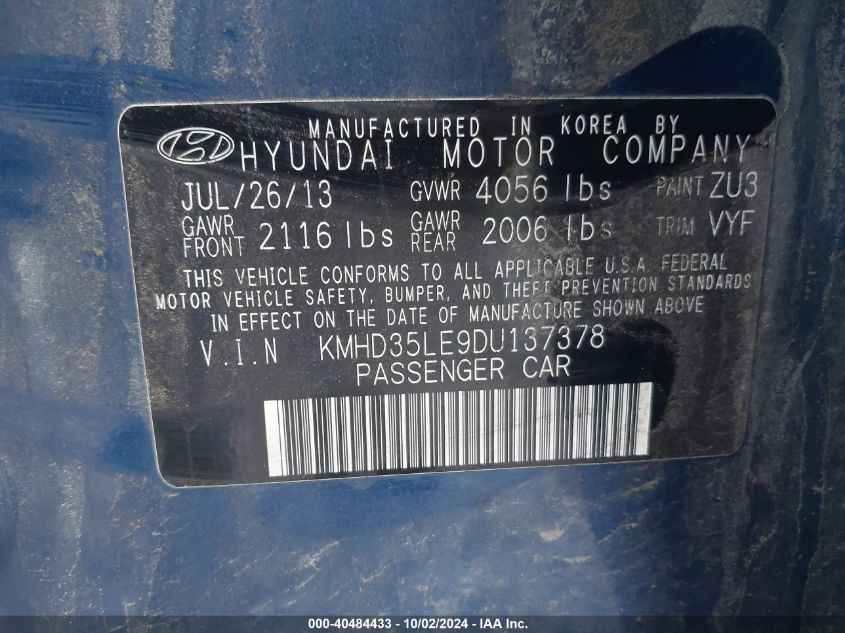 MANUFACTURED IN KOREA BY
HYUNDAI MOTOR COMPANY
JUL/26/13 GVWR 4056 lbs PAINT ZU3
GAWR FRONT 2116 lbs GAWR REAR 2006 lbs TRIM VYF
THIS VEHICLE CONFORMS TO ALL APPLICABLE U.S.A. FEDERAL
MOTOR VEHICLE SAFETY, BUMPER, AND THEFT PREVENTION STANDARDS
IN EFFECT ON THE DATE OF MANUFACTURE SHOWN ABOVE
V.I.N KMHD35LE9DU137378
PASSENGER CAR
000-40484433 - 10/02/2024 - IAA Inc.